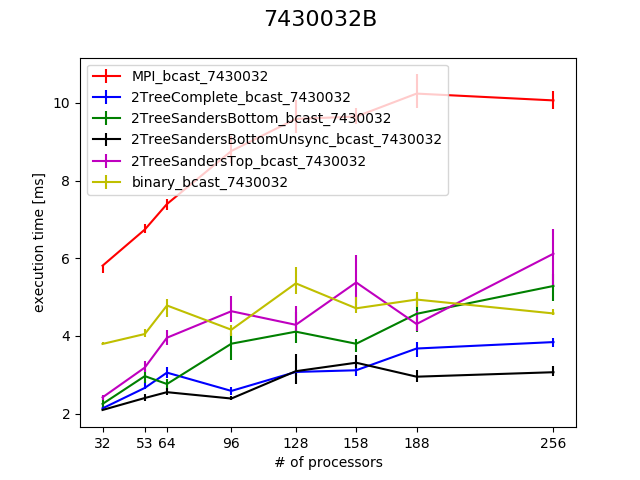 7430032B
MPI_bcast_7430032
2TreeComplete_bcast_7430032
2TreeSandersBottom_bcast_7430032
2TreeSandersBottomUnsync_bcast_7430032
2TreeSandersTop_bcast_7430032
binary_bcast_7430032
execution time [ms]
10
8
6
4
2
32 53 64 96 128 158 188 256
# of processors